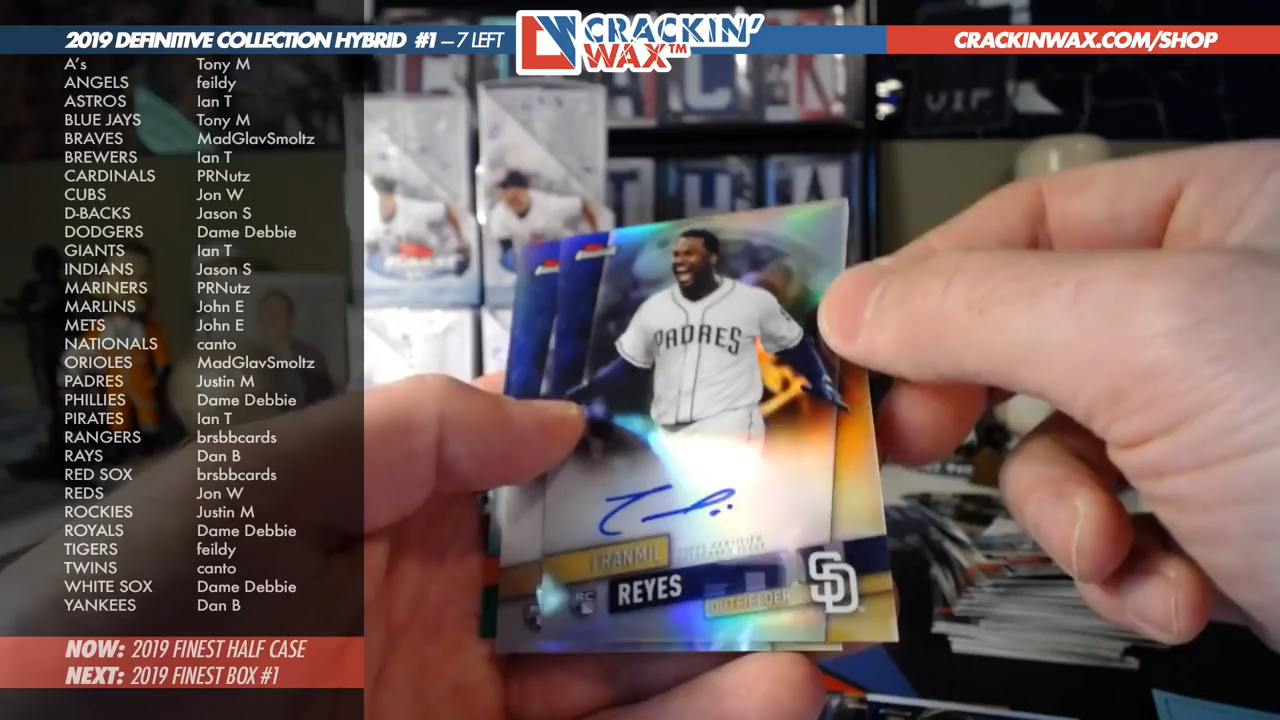 2019 DEFINITIVE COLLECTION HYBRID #1 – 7 LEFT
CRACKIN'
WAX™
CRACKINWAX.COM/SHOP
A's Tony M
ANGELS feildy
ASTROS Ian T
BLUE JAYS Tony M
BRAVES MadGlavSmoltz
BREWERS Ian T
CARDINALS PRNutz
CUBS Jon W
D-BACKS Jason S
DODGERS Dame Debbie
GIANTS Ian T
INDIANS Jason S
MARINERS PRNutz
MARLINS John E
METS John E
NATIONALS canto
ORIOLES MadGlavSmoltz
PADRES Justin M
PHILLIES Dame Debbie
PIRATES Ian T
RANGERS brsbbcards
RAYS Dan B
RED SOX brsbbcards
REDS Jon W
ROCKIES Justin M
ROYALS Dame Debbie
TIGERS feildy
TWINS canto
WHITE SOX Dame Debbie
YANKEES Dan B
NOW: 2019 FINEST HALF CASE
NEXT: 2019 FINEST BOX #1
VIP
PADRES
FRANMIL
REYES
RC
OUTFIELDER
SD